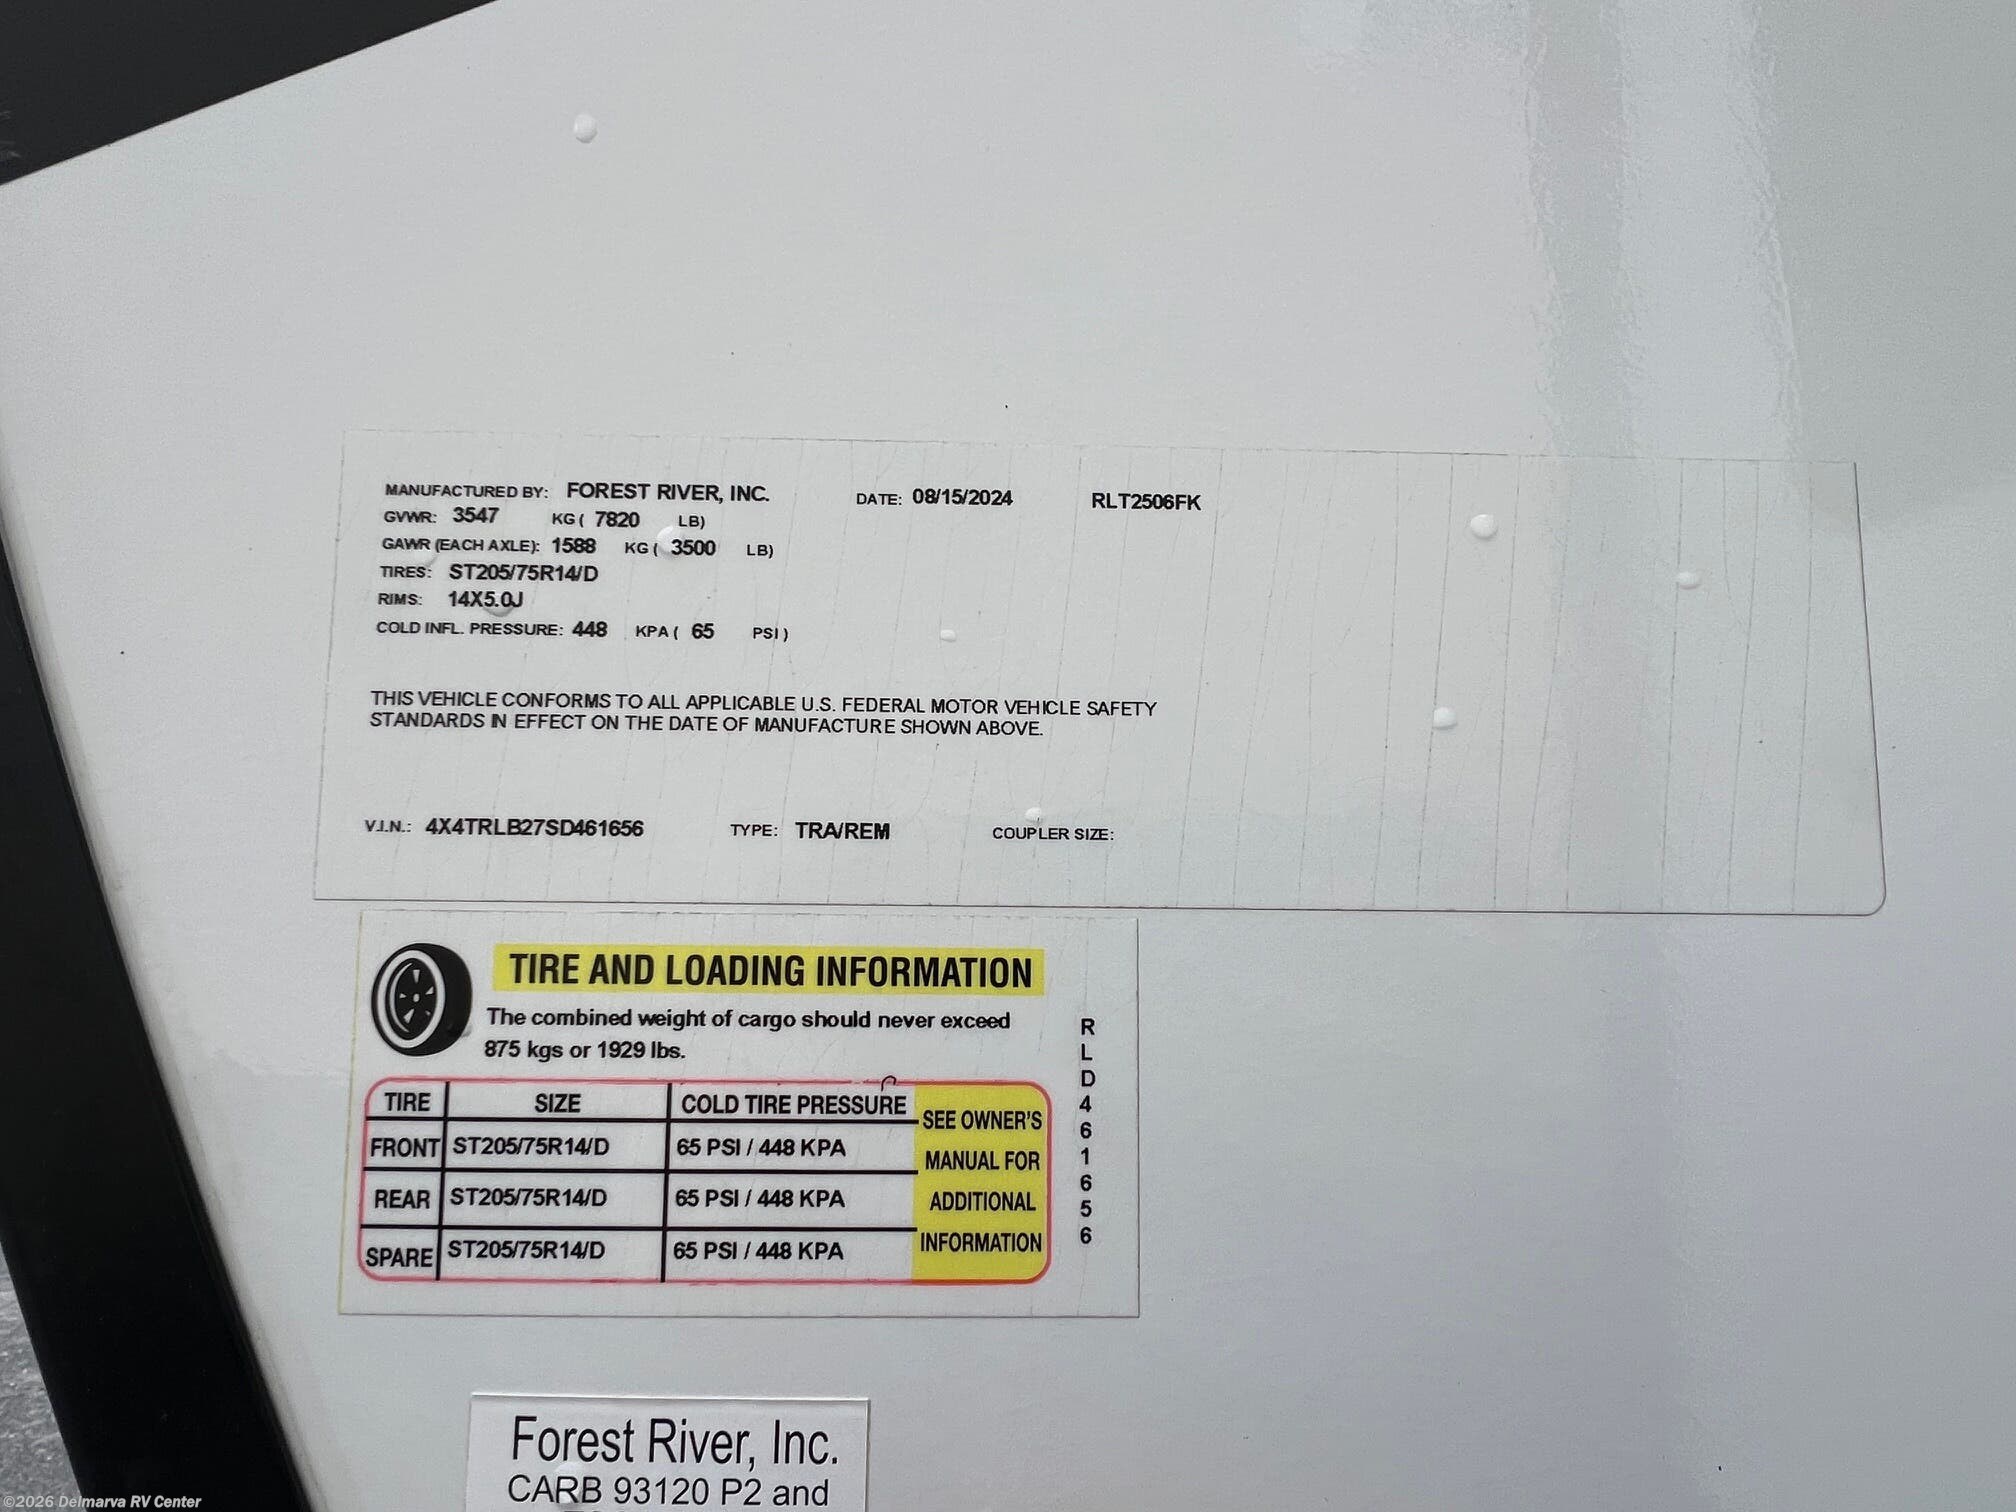 MANUFACTURED BY: FOREST RIVER, INC. DATE: 08/15/2024 RLT2506FK
GVWR: 3547 KG ( 7820 LB)
GAWR (EACH AXLE): 1588 KG ( 3500 LB)
TIRES: ST205/75R14/D
RIMS: 14X5.0J
COLD INFL. PRESSURE: 448 KPA ( 65 PSI )
THIS VEHICLE CONFORMS TO ALL APPLICABLE U.S. FEDERAL MOTOR VEHICLE SAFETY
STANDARDS IN EFFECT ON THE DATE OF MANUFACTURE SHOWN ABOVE.
V.I.N.: 4X4TRLB27SD461656 TYPE: TRA/REM COUPLER SIZE:
TIRE AND LOADING INFORMATION
The combined weight of cargo should never exceed
875 kgs or 1929 lbs.
TIRE SIZE COLD TIRE PRESSURE
FRONT ST205/75R14/D 65 PSI / 448 KPA
REAR ST205/75R14/D 65 PSI / 448 KPA
SPARE ST205/75R14/D 65 PSI / 448 KPA
SEE OWNER'S
MANUAL FOR
ADDITIONAL
INFORMATION
RLD461656
Forest River, Inc.
CARB 93120 P2 and
©2026 Delmarva RV Center